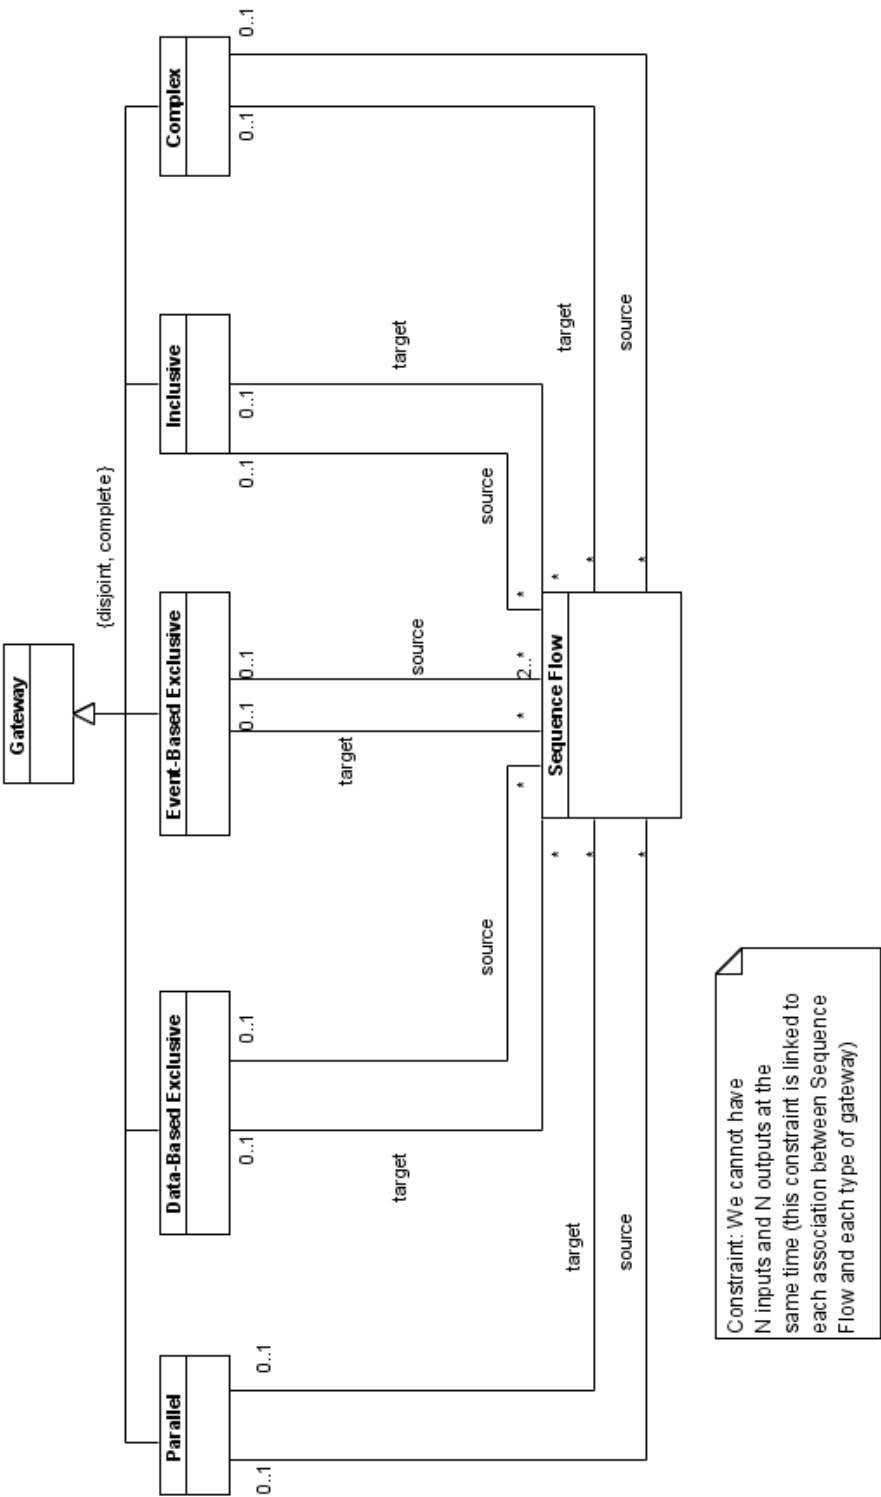 Gateway
{disjoint, complete}
Parallel
Data-Based Exclusive
Event-Based Exclusive
Inclusive
Complex
0..1
0..1
0..1
0..1
0..1
0..1
0..1
0..1
0..1
0..1
target
target
target
source
source
source
*
*
2..*
*
*
Sequence Flow
*
target
*
*
target
source
*
*
source
Constraint: We cannot have
N inputs and N outputs at the
same time (this constraint is linked to
each association between Sequence
Flow and each type of gateway)